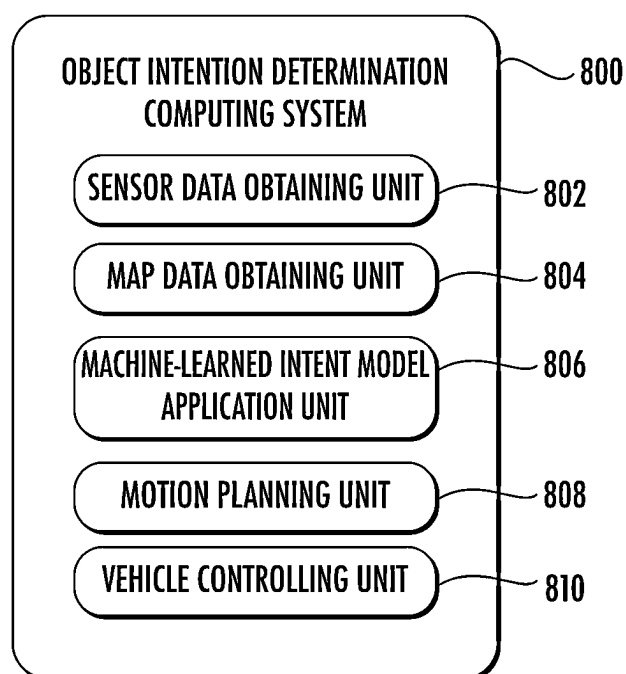 OBJECT INTENTION DETERMINATION
COMPUTING SYSTEM
800
SENSOR DATA OBTAINING UNIT
802
MAP DATA OBTAINING UNIT
804
MACHINE-LEARNED INTENT MODEL
APPLICATION UNIT
806
MOTION PLANNING UNIT
808
VEHICLE CONTROLLING UNIT
810